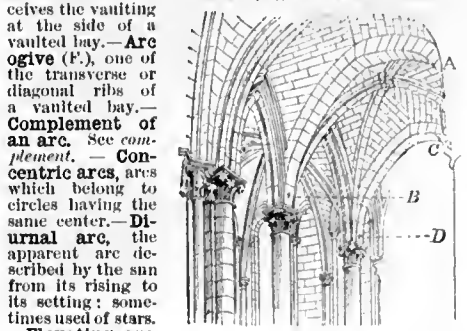 ceives the vaulting
at the side of a
vaulted bay.—Arc
ogive (F.), one of
the transverse or
diagonal ribs of
a vaulted bay.—
Complement of
an arc. See com-
plement. — Con-
centric arcs, arcs
which belong to
circles having the
same center.—Di-
urnal arc, the
apparent arc de-
scribed by the sun
from its rising to
its setting: some-
times used of stars.
A
C
B
D